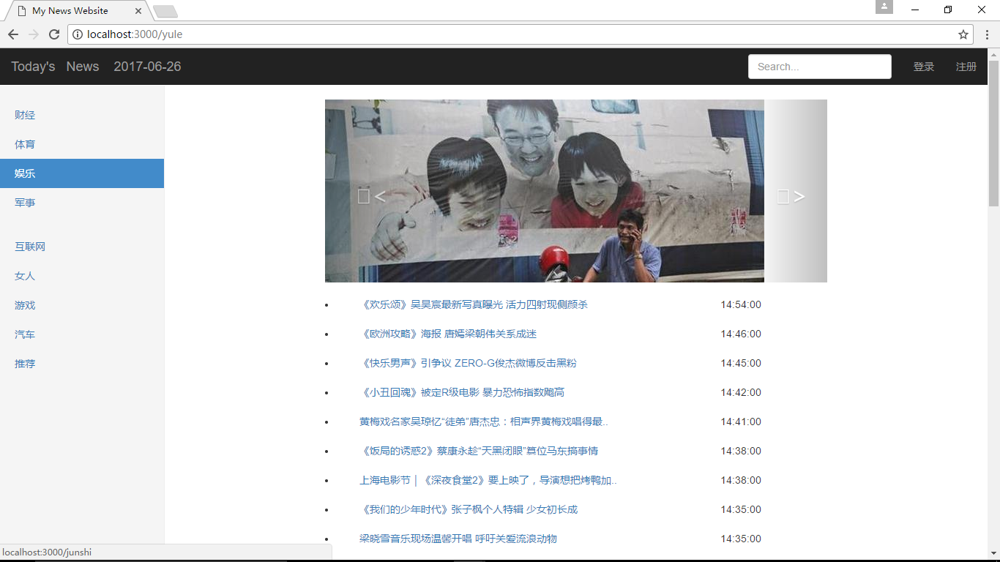 My News Website
localhost:3000/yule
Today's News 2017-06-26
Search...
登录
注册
财经
体育
娱乐
军事
互联网
女人
游戏
汽车
推荐
<
>
《欢乐颂》吴昊宸最新写真曝光 活力四射现侧颜杀 14:54:00
《欧洲攻略》海报 唐嫣梁朝伟关系成迷 14:46:00
《快乐男声》引争议 ZERO-G俊杰微博反击黑粉 14:45:00
《小丑回魂》被定R级电影 暴力恐怖指数飑高 14:42:00
黄梅戏名家吴琼忆“徒弟”唐杰忠：相声界黄梅戏唱得最.. 14:41:00
《饭局的诱惑2》蔡康永趁“天黑闭眼”篡位马东搞事情 14:38:00
上海电影节｜《深夜食堂2》要上映了，导演想把烤鸭加.. 14:38:00
《我们的少年时代》张子枫个人特辑 少女初长成 14:35:00
梁晓雪音乐现场温馨开唱 呼吁关爱流浪动物 14:35:00
localhost:3000/junshi